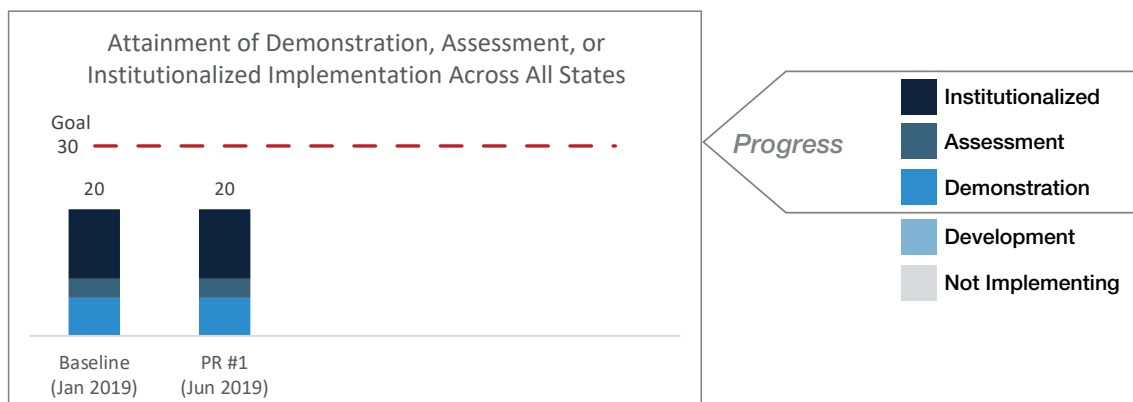 Attainment of Demonstration, Assessment, or
Institutionalized Implementation Across All States
Goal
30
20
20
Baseline
(Jan 2019)
PR #1
(Jun 2019)
Progress
Institutionalized
Assessment
Demonstration
Development
Not Implementing